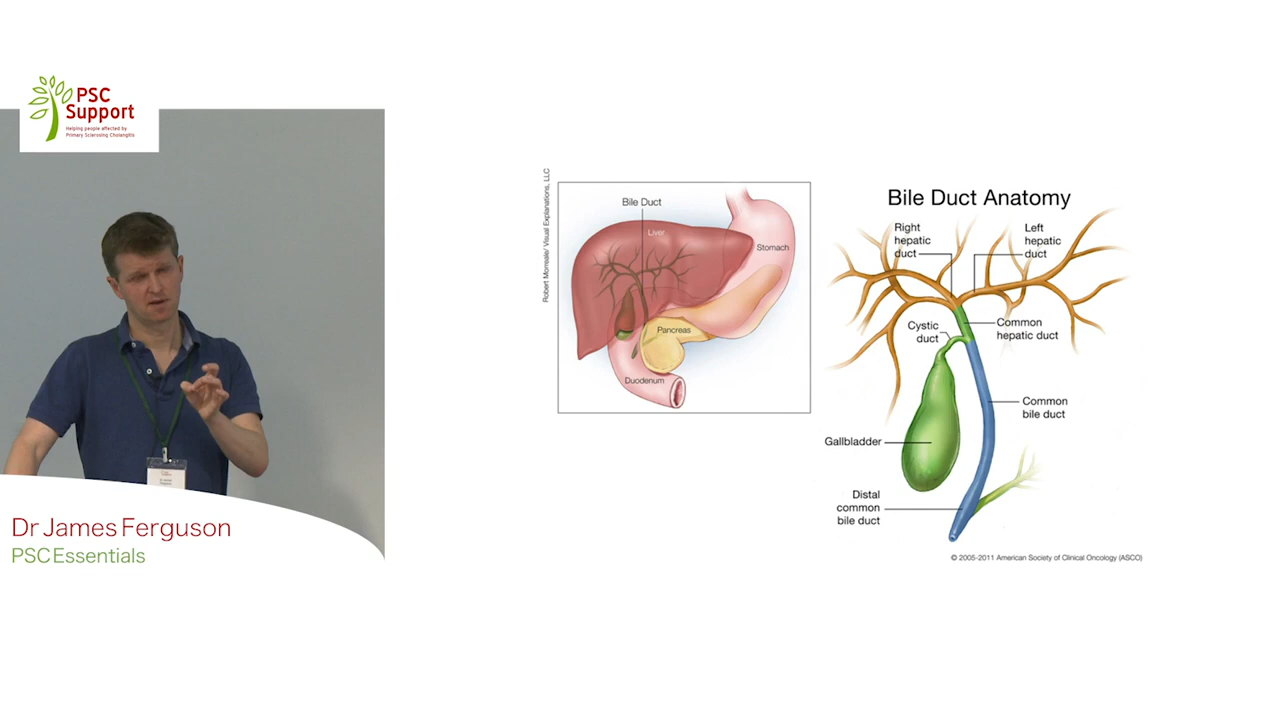 PSC
Support
Helping people affected by
Primary Sclerosing Cholangitis
Dr James Ferguson
PSC Essentials
Robert Morreale/ Visual Explanations, LLC
Bile Duct
Liver
Stomach
Pancreas
Duodenum
Bile Duct Anatomy
Right
hepatic
duct
Left
hepatic
duct
Cystic
duct
Common
hepatic duct
Common
bile duct
Gallbladder
Distal
common
bile duct
© 2005-2011 American Society of Clinical Oncology (ASCO)